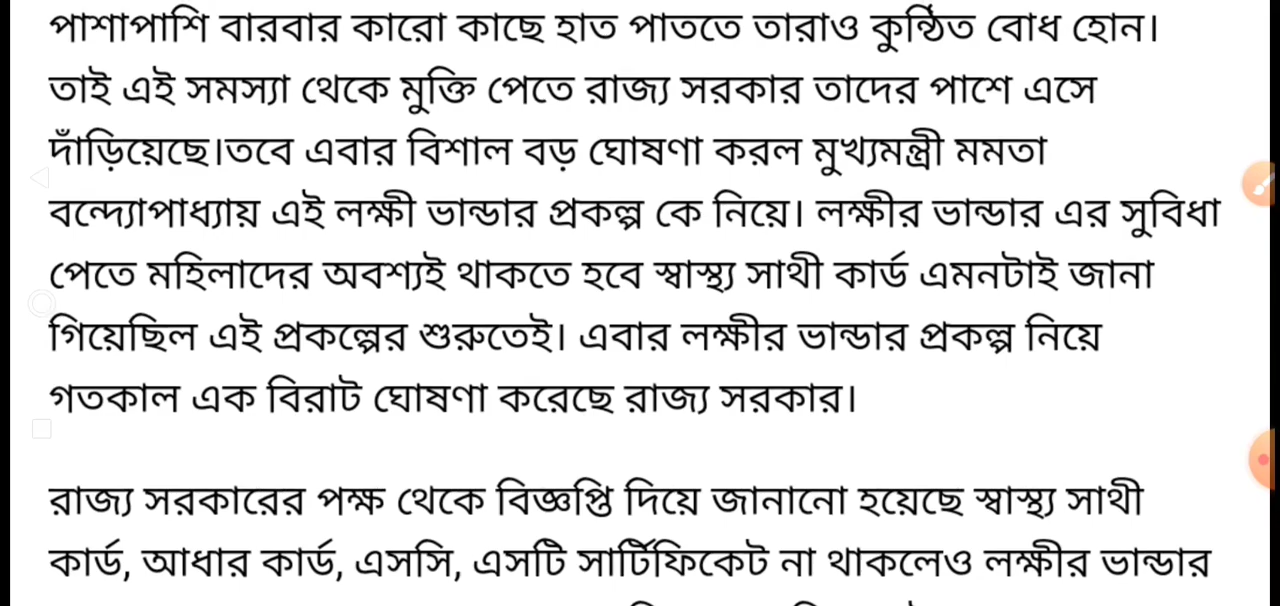 পাশাপাশি বারবার কারো কাছে হাত পাততে তারাও কুন্ঠিত বোধ হোন।
তাই এই সমস্যা থেকে মুক্তি পেতে রাজ্য সরকার তাদের পাশে এসে
দাঁড়িয়েছে।তবে এবার বিশাল বড় ঘোষণা করল মুখ্যমন্ত্রী মমতা
বন্দ্যোপাধ্যায় এই লক্ষী ভান্ডার প্রকল্প কে নিয়ে। লক্ষীর ভান্ডার এর সুবিধা
পেতে মহিলাদের অবশ্যই থাকতে হবে স্বাস্থ্য সাথী কার্ড এমনটাই জানা
গিয়েছিল এই প্রকল্পের শুরুতেই। এবার লক্ষীর ভান্ডার প্রকল্প নিয়ে
গতকাল এক বিরাট ঘোষণা করেছে রাজ্য সরকার।
রাজ্য সরকারের পক্ষ থেকে বিজ্ঞপ্তি দিয়ে জানানো হয়েছে স্বাস্থ্য সাথী
কার্ড, আধার কার্ড, এসসি, এসটি সার্টিফিকেট না থাকলেও লক্ষীর ভান্ডার